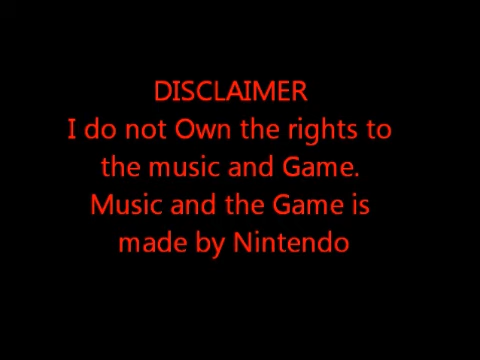 DISCLAIMER
I do not Own the rights to
the music and Game.
Music and the Game is
made by Nintendo